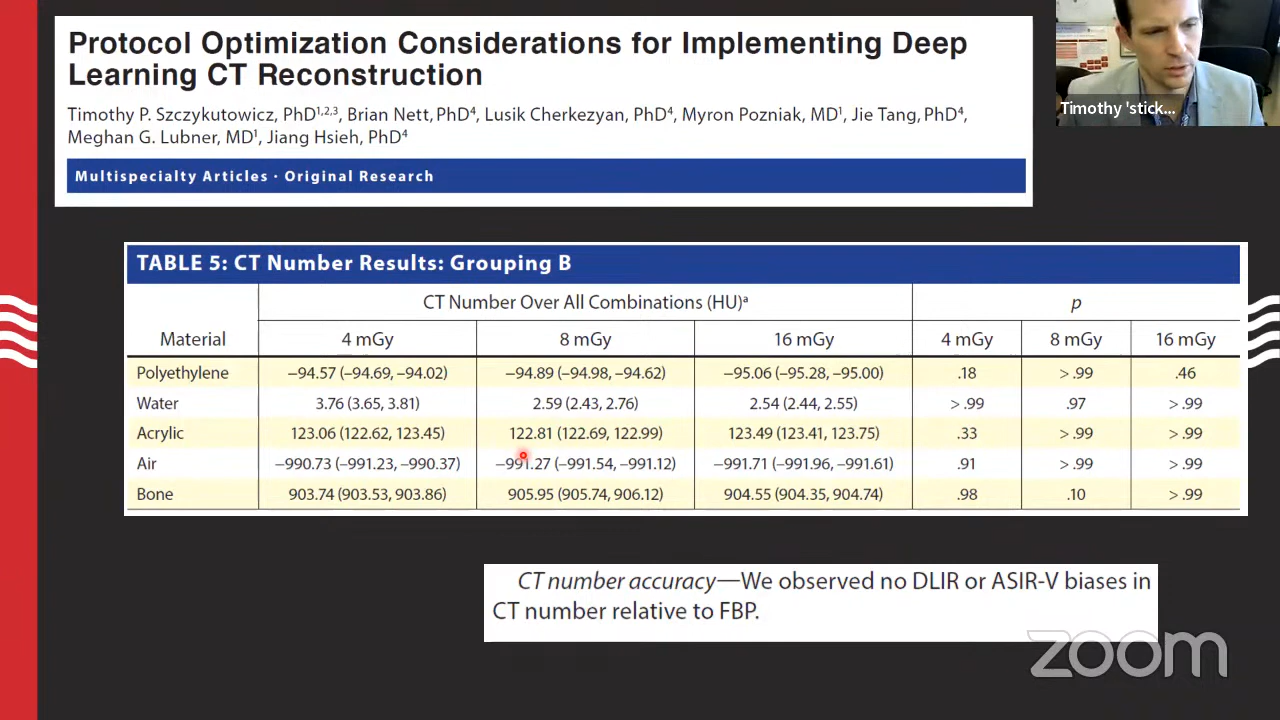 Protocol Optimization Considerations for Implementing Deep
Learning CT Reconstruction
Timothy P. Szczykutowicz, PhD1,2,3, Brian Nett, PhD4, Lusik Cherkezyan, PhD4, Myron Pozniak, MD1, Jie Tang, PhD4,
Meghan G. Lubner, MD1, Jiang Hsieh, PhD4
Multispecialty Articles · Original Research
Timothy 'stick...
TABLE 5: CT Number Results: Grouping B
CT Number Over All Combinations (HU)a p
Material 4 mGy 8 mGy 16 mGy 4 mGy 8 mGy 16 mGy
Polyethylene −94.57 (−94.69, −94.02) −94.89 (−94.98, −94.62) −95.06 (−95.28, −95.00) .18 > .99 .46
Water 3.76 (3.65, 3.81) 2.59 (2.43, 2.76) 2.54 (2.44, 2.55) > .99 .97 > .99
Acrylic 123.06 (122.62, 123.45) 122.81 (122.69, 122.99) 123.49 (123.41, 123.75) .33 > .99 > .99
Air −990.73 (−991.23, −990.37) −991.27 (−991.54, −991.12) −991.71 (−991.96, −991.61) .91 > .99 > .99
Bone 903.74 (903.53, 903.86) 905.95 (905.74, 906.12) 904.55 (904.35, 904.74) .98 .10 > .99
CT number accuracy—We observed no DLIR or ASIR-V biases in
CT number relative to FBP.
zoom